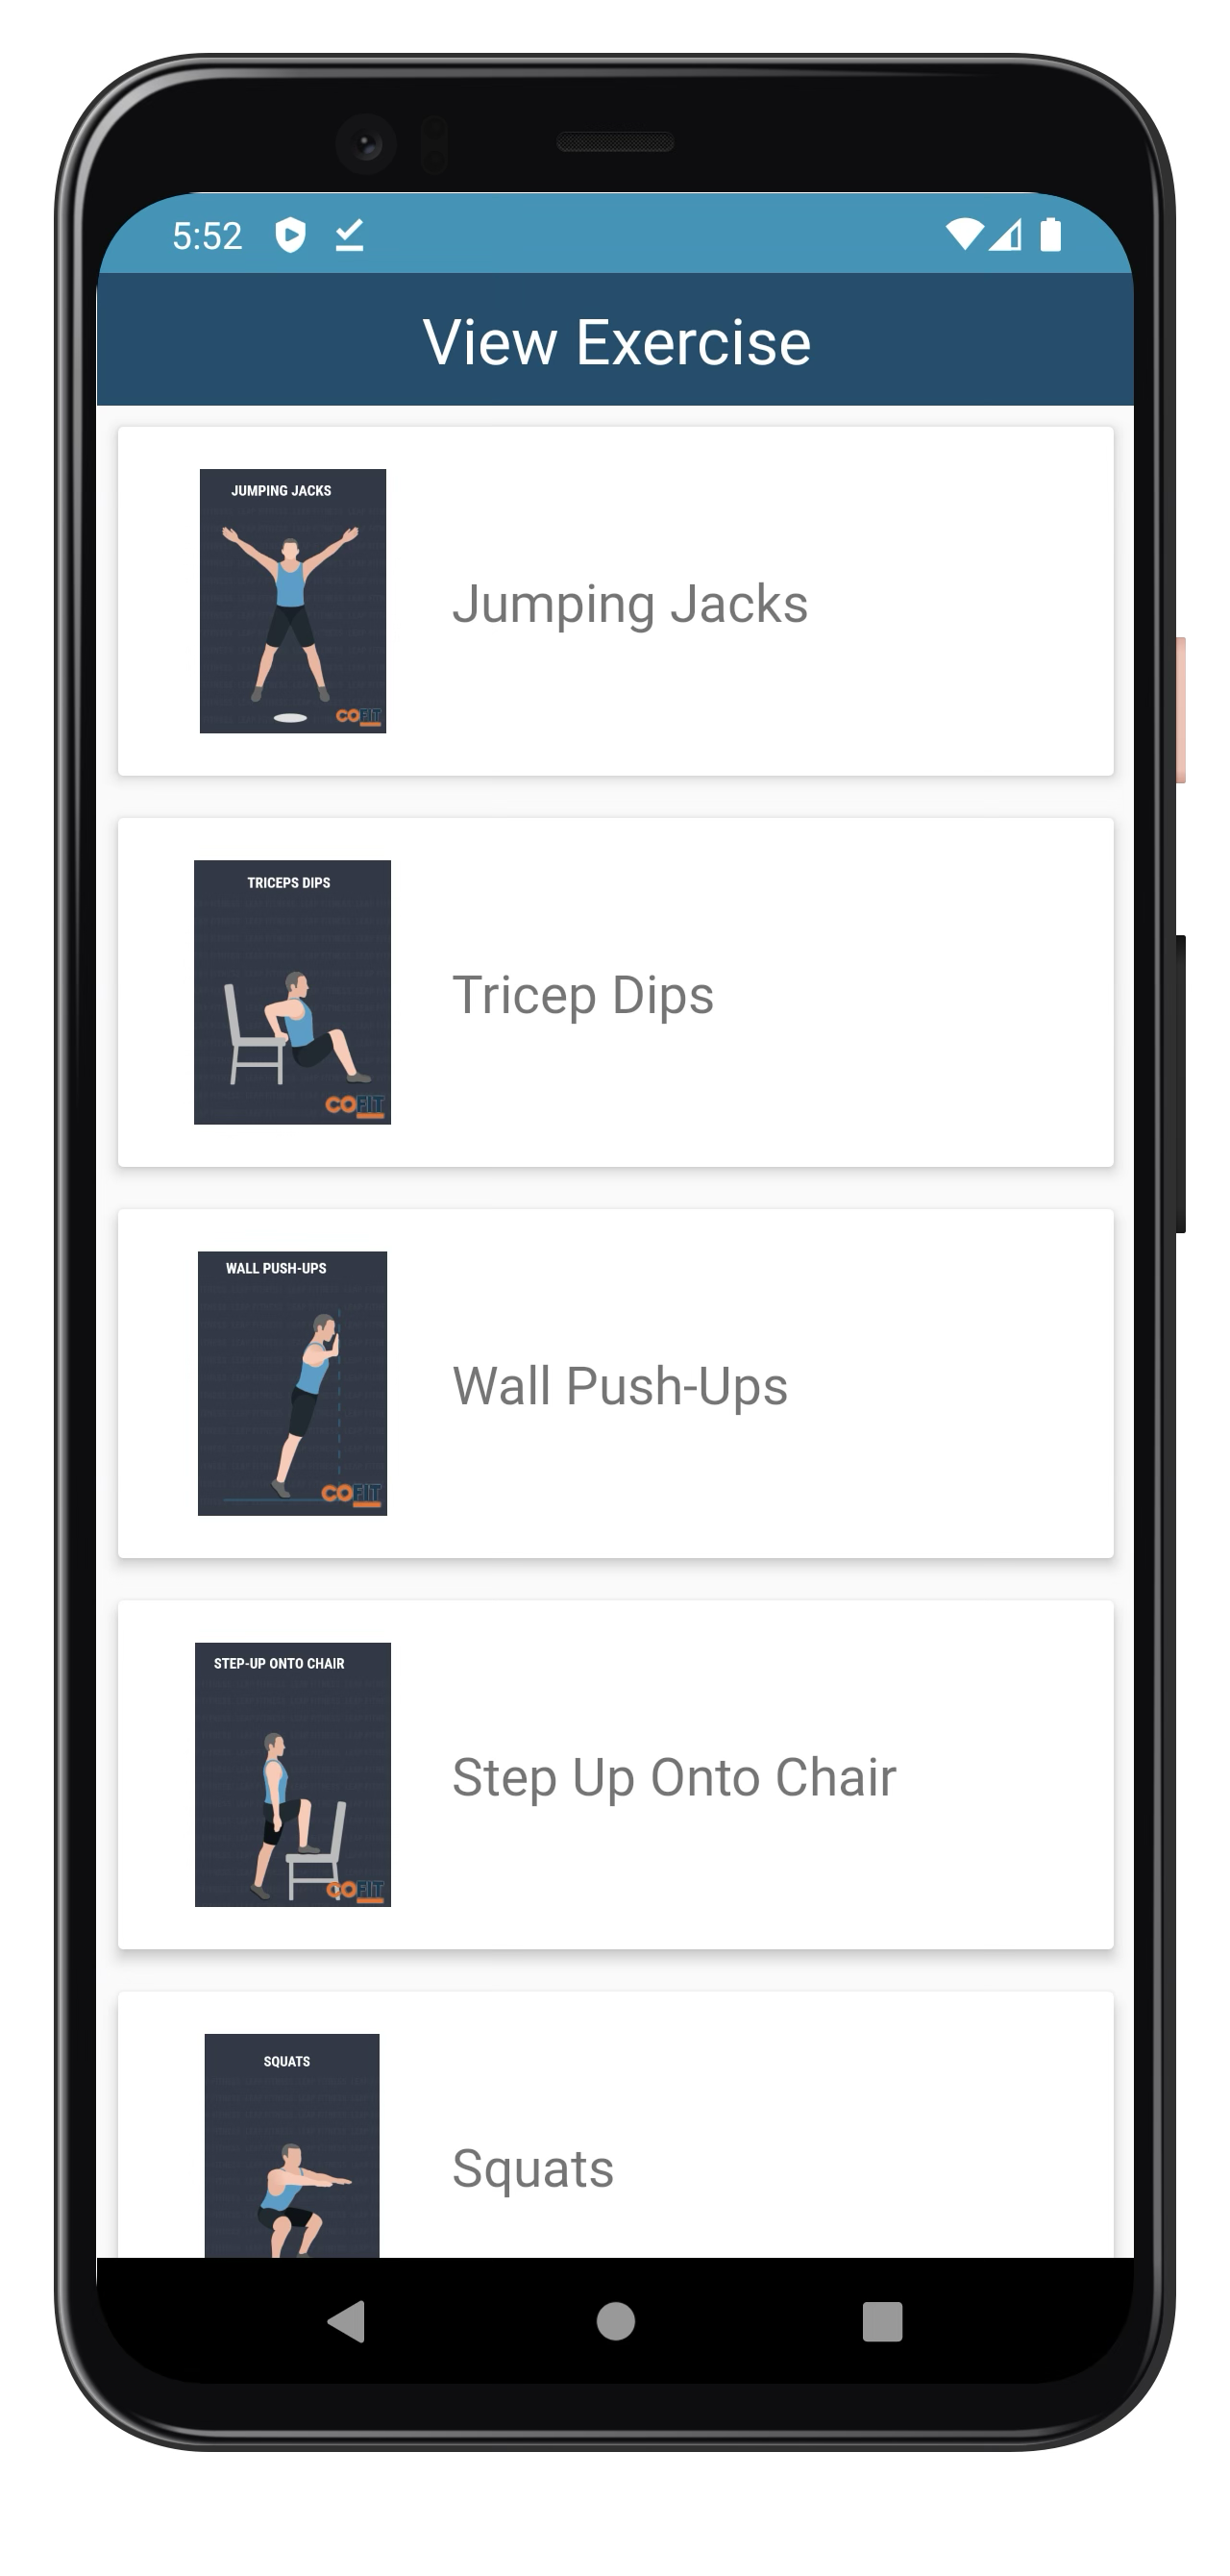 5:52
View Exercise
JUMPING JACKS
COFIT
Jumping Jacks
TRICEPS DIPS
COFIT
Tricep Dips
WALL PUSH-UPS
COFIT
Wall Push-Ups
STEP-UP ONTO CHAIR
COFIT
Step Up Onto Chair
SQUATS
Squats